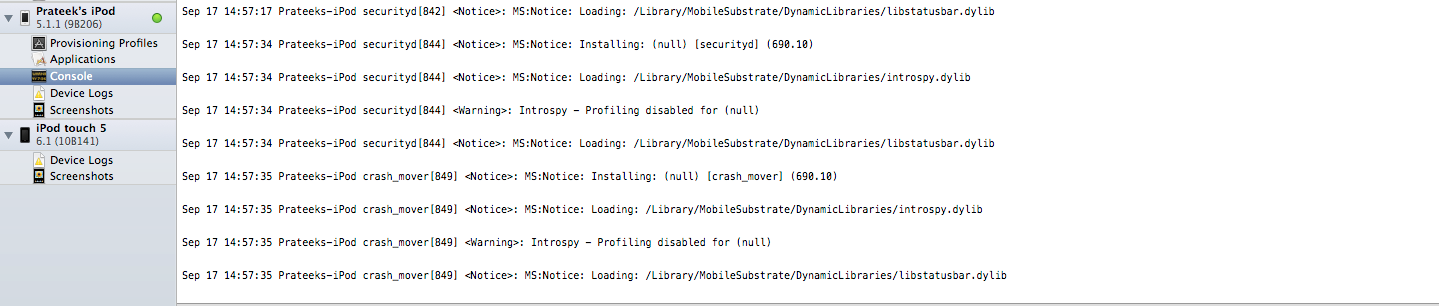 Prateek's iPod
5.1.1 (9B206)
Provisioning Profiles
Applications
Console
Device Logs
Screenshots
iPod touch 5
6.1 (10B141)
Device Logs
Screenshots
Sep 17 14:57:17 Prateeks-iPod securityd[842] <Notice>: MS:Notice: Loading: /Library/MobileSubstrate/DynamicLibraries/libstatusbar.dylib
Sep 17 14:57:34 Prateeks-iPod securityd[844] <Notice>: MS:Notice: Installing: (null) [securityd] (690.10)
Sep 17 14:57:34 Prateeks-iPod securityd[844] <Notice>: MS:Notice: Loading: /Library/MobileSubstrate/DynamicLibraries/introspy.dylib
Sep 17 14:57:34 Prateeks-iPod securityd[844] <Warning>: Introspy - Profiling disabled for (null)
Sep 17 14:57:34 Prateeks-iPod securityd[844] <Notice>: MS:Notice: Loading: /Library/MobileSubstrate/DynamicLibraries/libstatusbar.dylib
Sep 17 14:57:35 Prateeks-iPod crash_mover[849] <Notice>: MS:Notice: Installing: (null) [crash_mover] (690.10)
Sep 17 14:57:35 Prateeks-iPod crash_mover[849] <Notice>: MS:Notice: Loading: /Library/MobileSubstrate/DynamicLibraries/introspy.dylib
Sep 17 14:57:35 Prateeks-iPod crash_mover[849] <Warning>: Introspy - Profiling disabled for (null)
Sep 17 14:57:35 Prateeks-iPod crash_mover[849] <Notice>: MS:Notice: Loading: /Library/MobileSubstrate/DynamicLibraries/libstatusbar.dylib